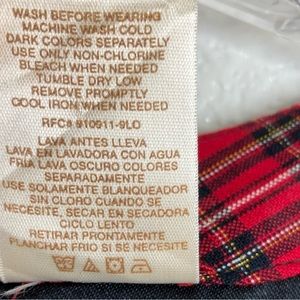 WASH BEFORE WEARING
MACHINE WASH COLD
DARK COLORS SEPARATELY
USE ONLY NON-CHLORINE
BLEACH WHEN NEEDED
TUMBLE DRY LOW
REMOVE PROMPTLY
COOL IRON WHEN NEEDED
RFC# 910911-9LO
LAVA ANTES LLEVA
LAVA EN LAVADORA CON AGUA
FRIA LAVA OSCURO COLORES
SEPARADAMENTE
USE SOLAMENTE BLANQUEADOR
SIN CLORO CUANDO SE
NECESITE, SECAR EN SECADORA
CICLO LENTO
RETIRAR PRONTAMENTE
PLANCHAR FRIO SI SE NECESITE